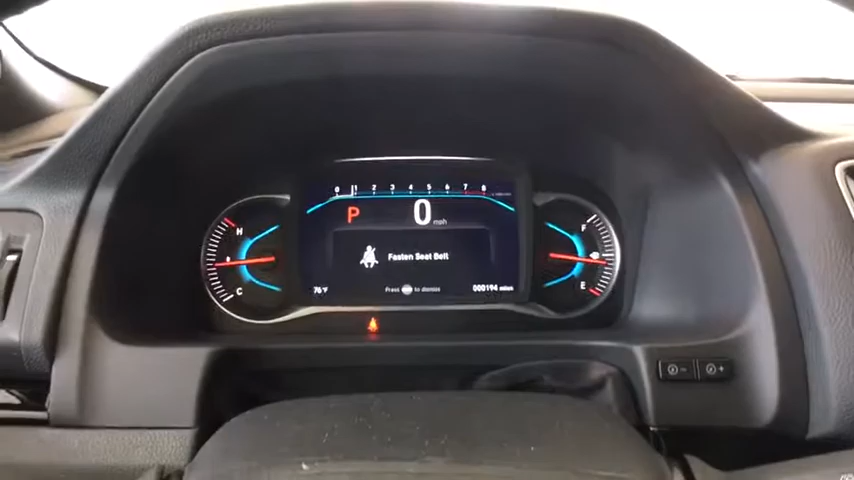 0 1 2 3 4 5 6 7 8
P 0 mph
H F
Fasten Seat Belt
C E
76°F Press to dismiss 000194 miles
- +